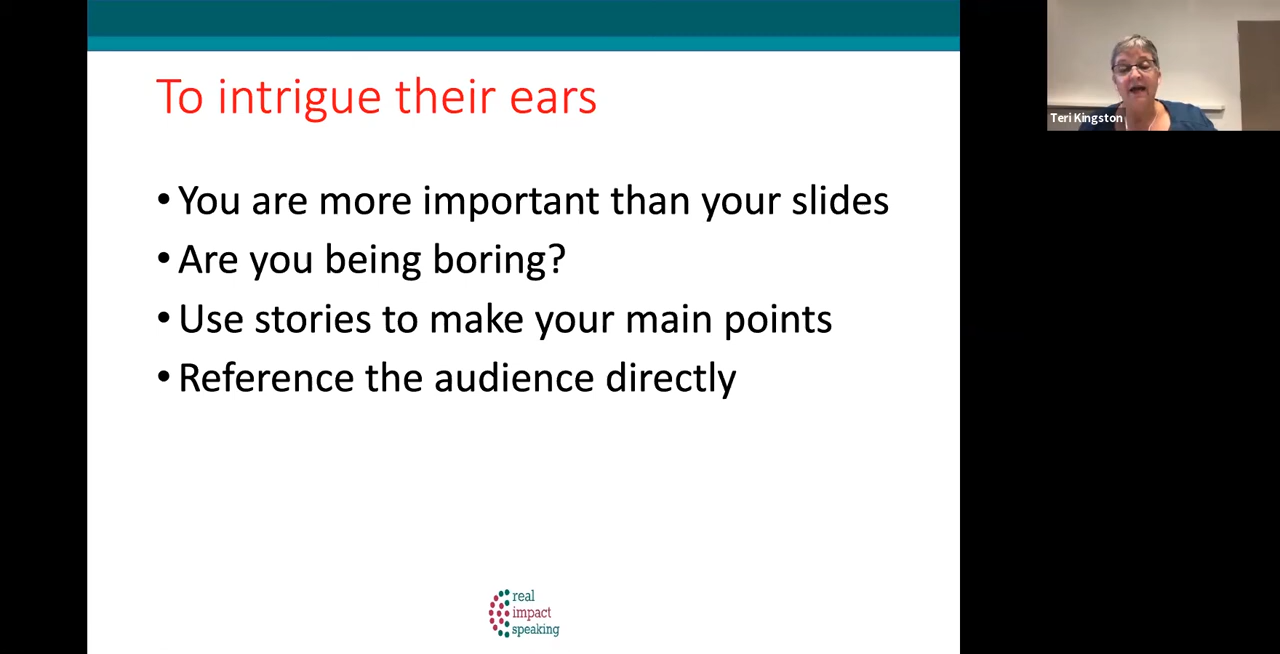 To intrigue their ears
• You are more important than your slides
• Are you being boring?
• Use stories to make your main points
• Reference the audience directly
Teri Kingston
real
impact
speaking